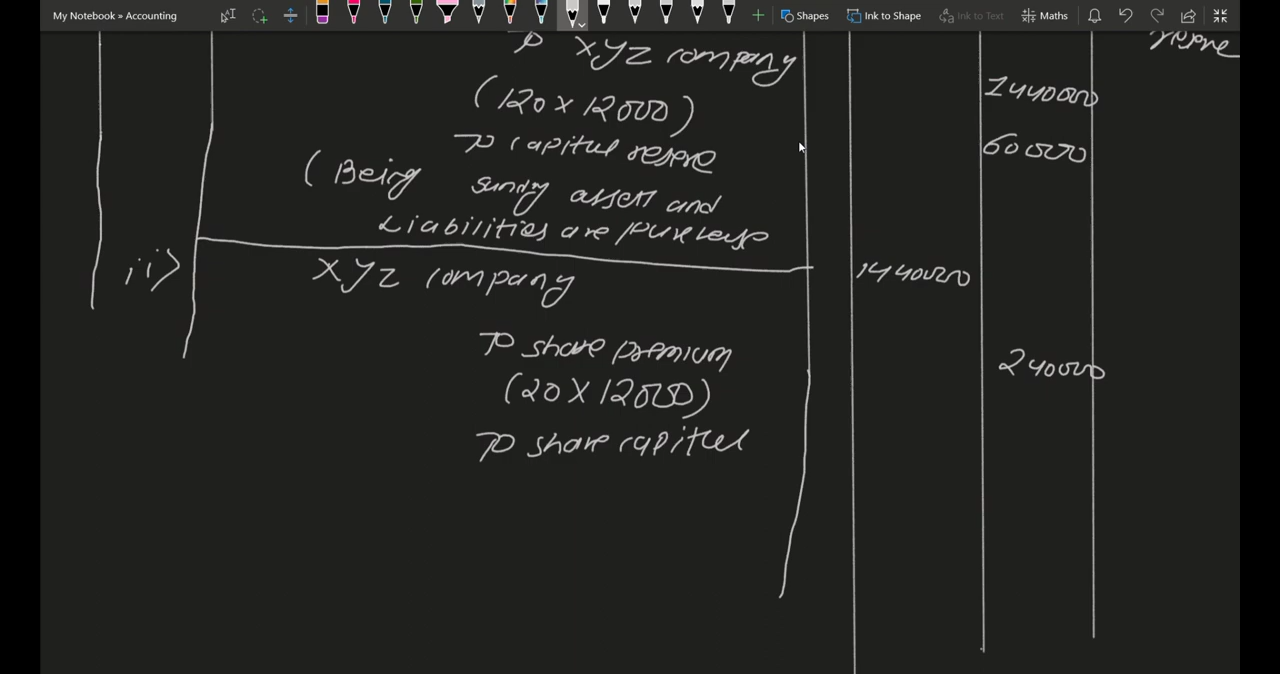 My Notebook » Accounting
Shapes
Ink to Shape
Ink to Text
Maths
To XYZ company
(120 x 12000)
1440000
To capital reserve
60000
(Being sundry assets and
Liabilities are
ii)
XYZ company
1440000
To share premium
240000
(20 X 12000)
To share capital